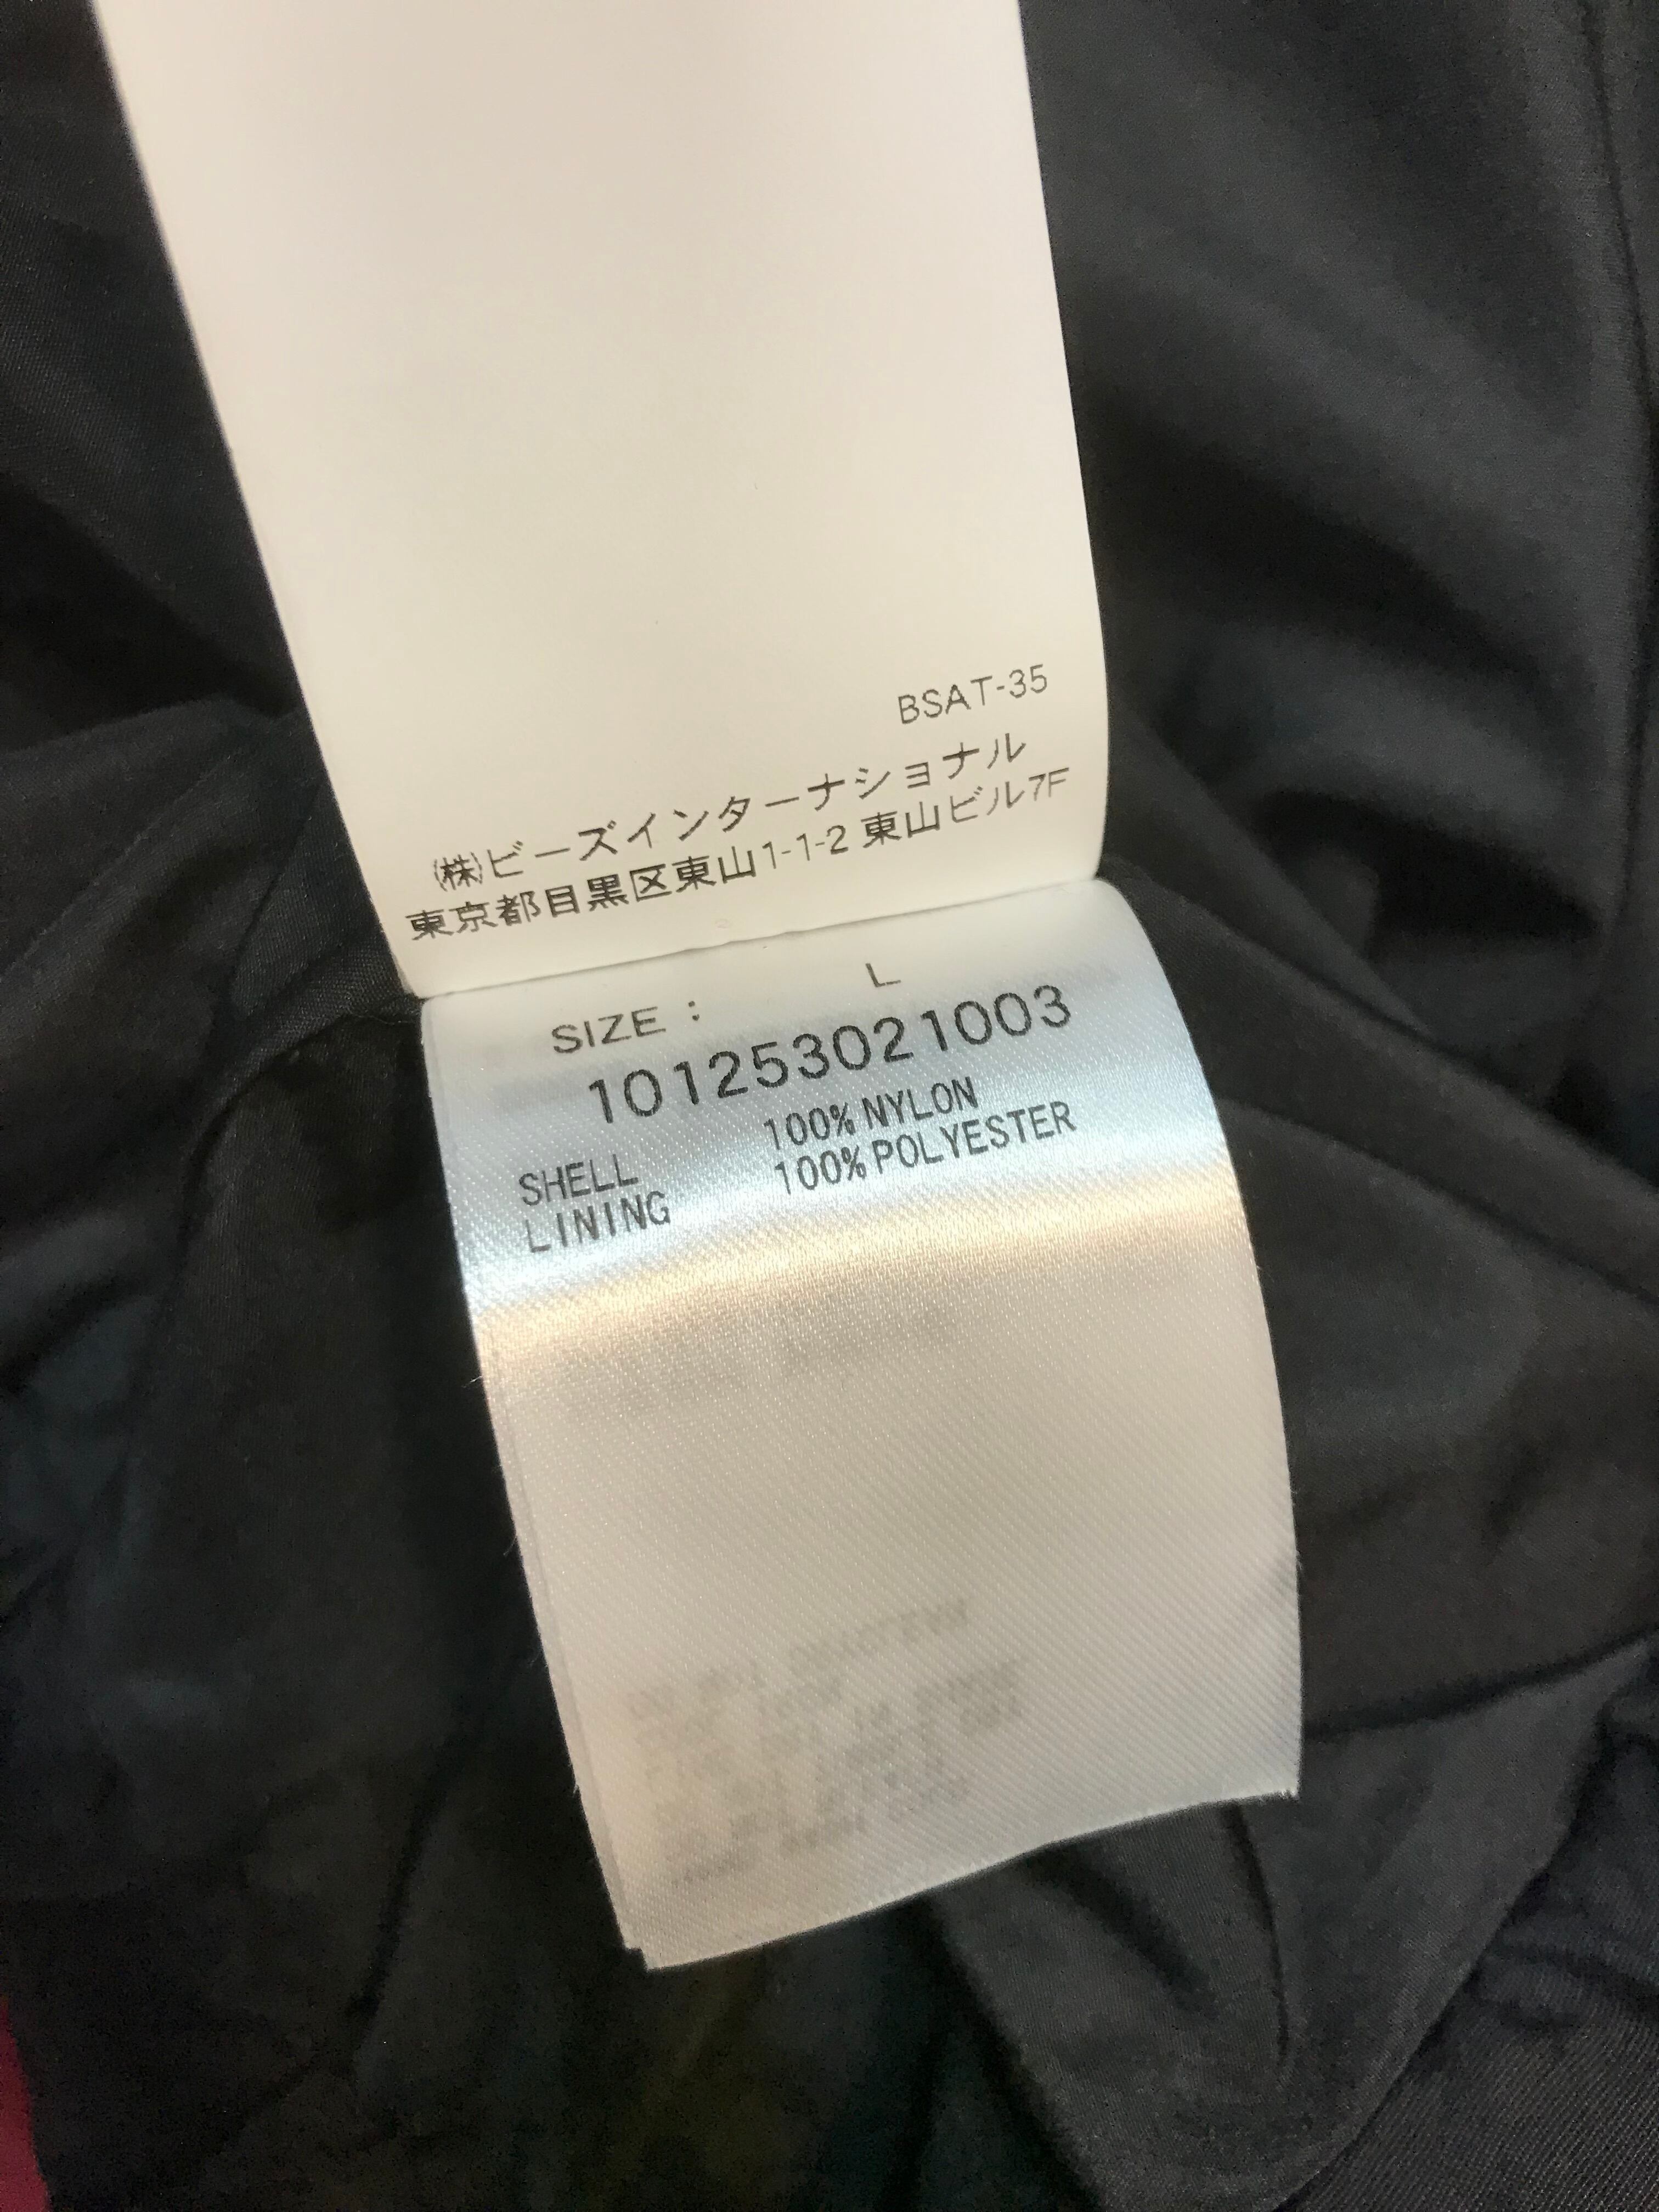 BSAT-35
㈱ビーズインターナショナル
東京都目黒区東山1-1-2 東山ビル7F
SIZE : L
101253021003
SHELL 100% NYLON
LINING 100% POLYESTER